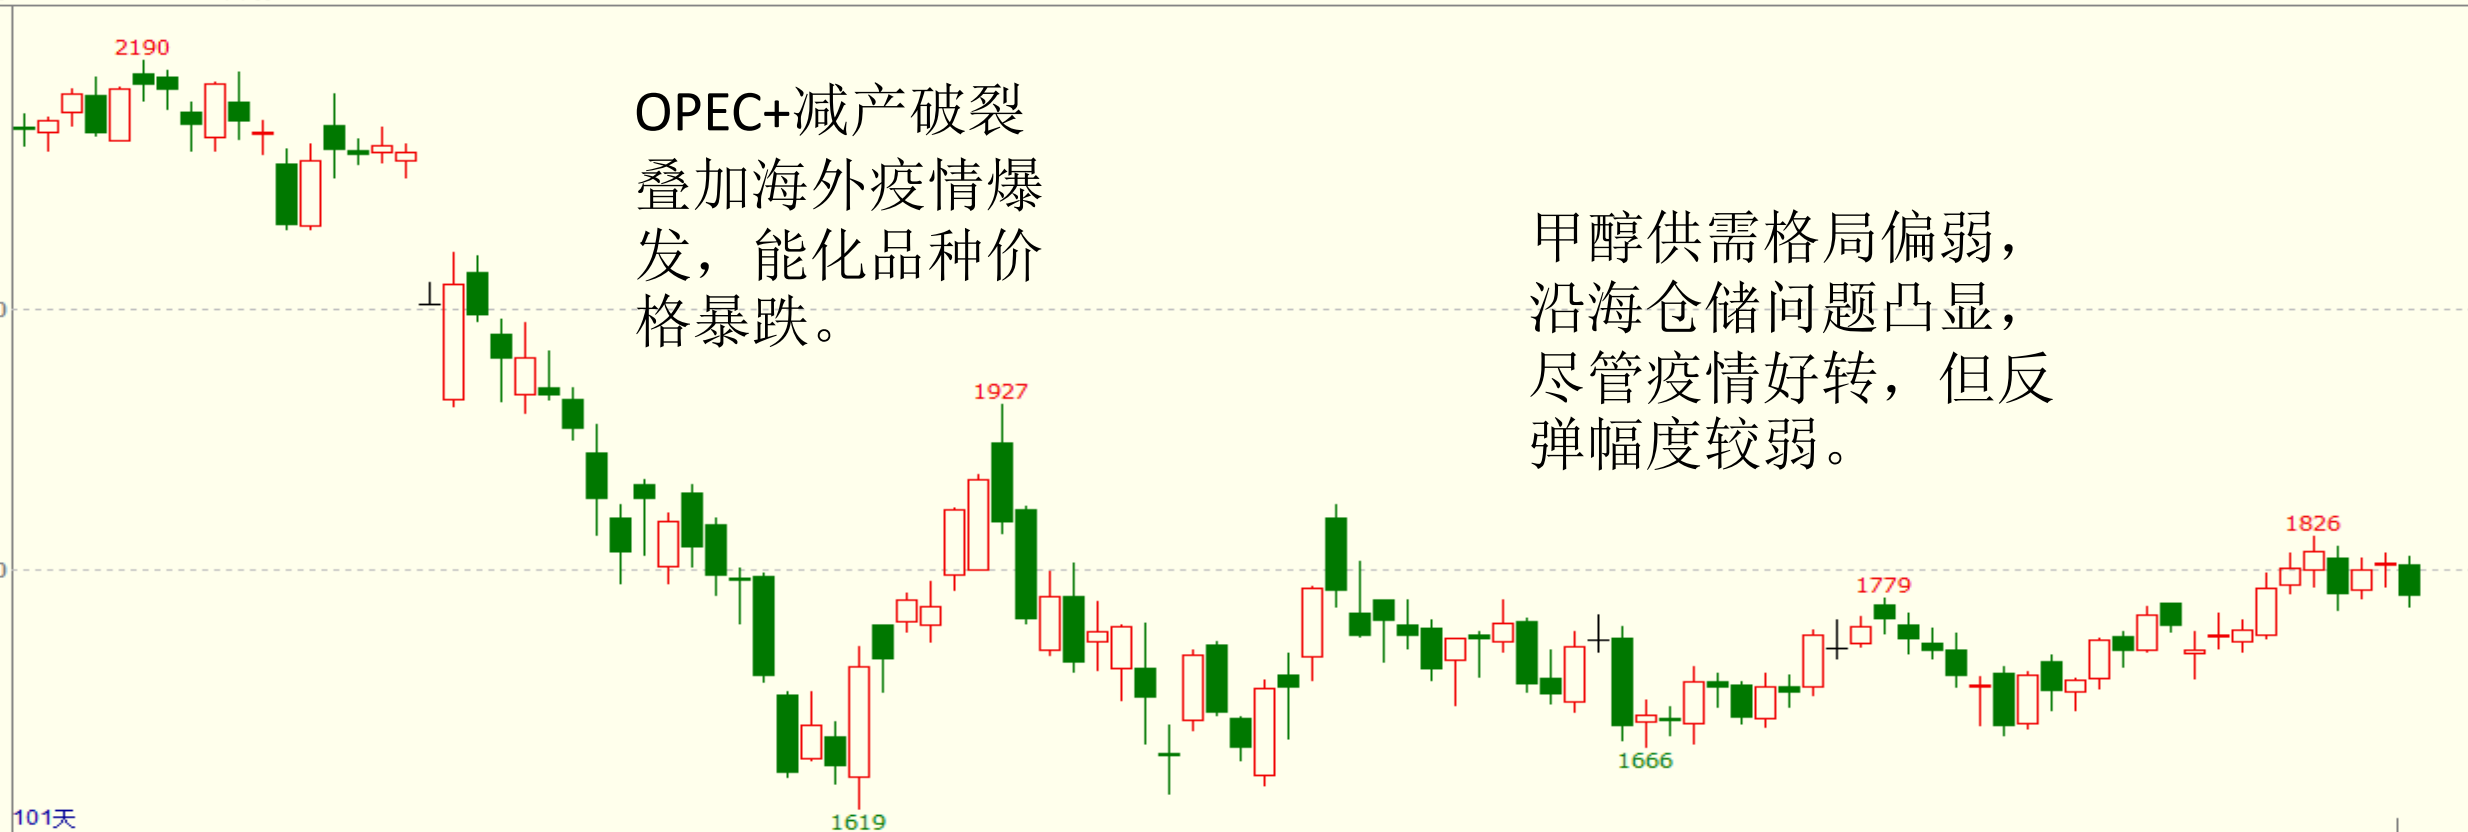 2190
OPEC+减产破裂
叠加海外疫情爆
发，能化品种价
格暴跌。
甲醇供需格局偏弱，
沿海仓储问题凸显，
尽管疫情好转，但反
弹幅度较弱。
1927
1826
1779
1666
1619
101天